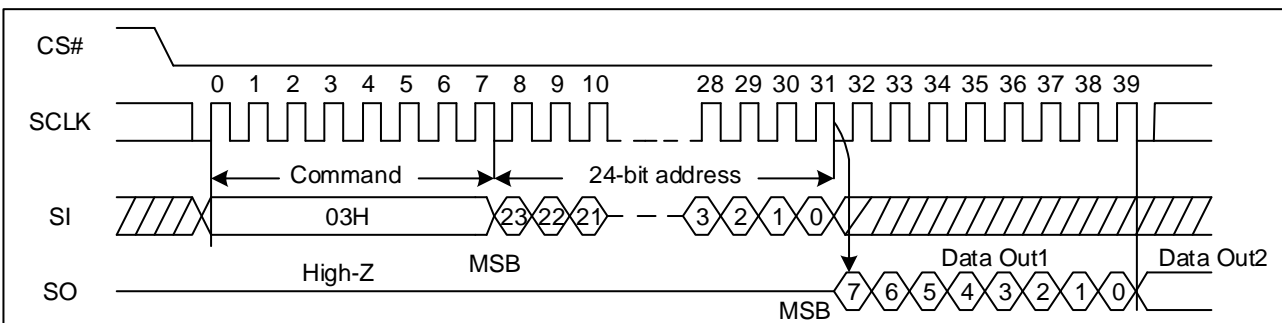 CS#
0 1 2 3 4 5 6 7 8 9 10 28 29 30 31 32 33 34 35 36 37 38 39
SCLK
Command 24-bit address
SI 03H 23 22 21 3 2 1 0
High-Z MSB Data Out1 Data Out2
SO MSB 7 6 5 4 3 2 1 0